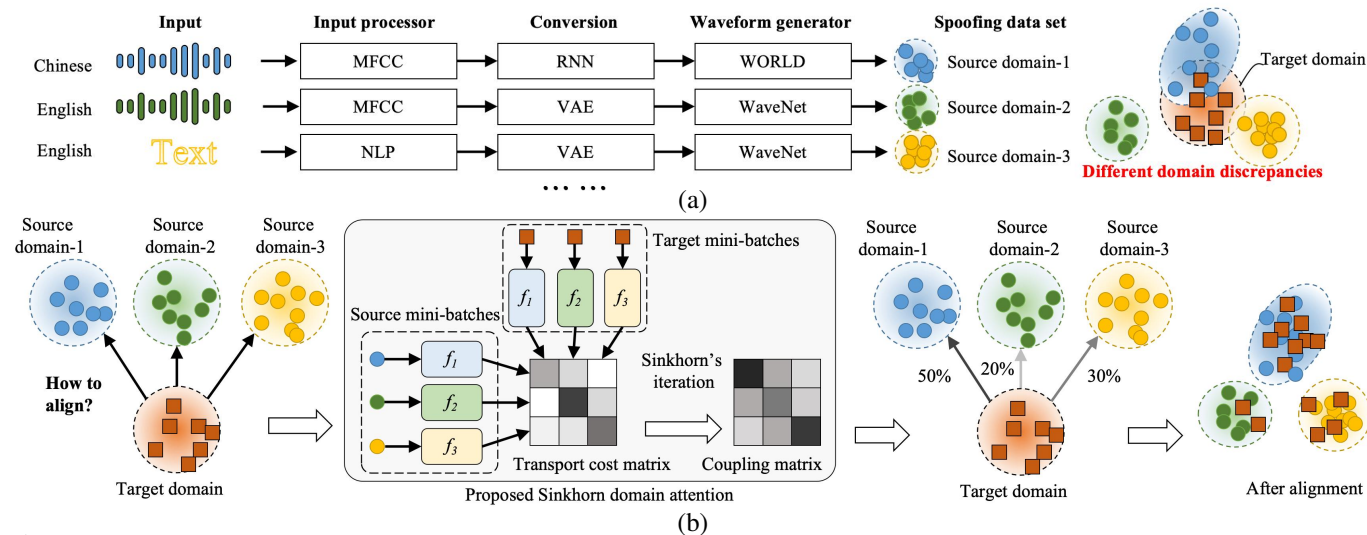 Input Input processor Conversion Waveform generator Spoofing data set
Chinese MFCC RNN WORLD Source domain-1
Target domain
English MFCC VAE WaveNet Source domain-2
English Text NLP VAE WaveNet Source domain-3
Different domain discrepancies
... ...
(a)
Source domain-1
Source domain-2
Source domain-3
How to align?
Target domain
Target mini-batches
f1 f2 f3
Source mini-batches
f1
f2
f3
Sinkhorn's iteration
Transport cost matrix Coupling matrix
Proposed Sinkhorn domain attention
Source domain-1
Source domain-2
Source domain-3
50% 20% 30%
Target domain
After alignment
(b)